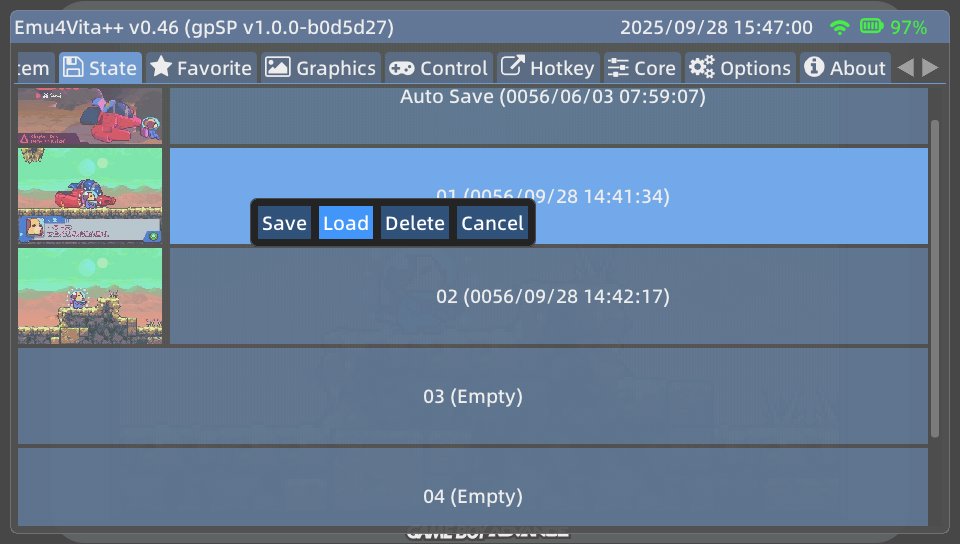 Emu4Vita++ v0.46 (gpSP v1.0.0-b0d5d27) 2025/09/28 15:47:00 97%
tem State Favorite Graphics Control Hotkey Core Options About
Auto Save (0056/06/03 07:59:07)
01 (0056/09/28 14:41:34)
Save Load Delete Cancel
02 (0056/09/28 14:42:17)
03 (Empty)
04 (Empty)
GAME BOY ADVANCE